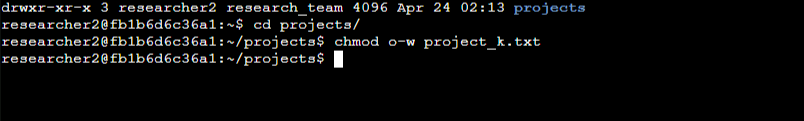 drwxr-xr-x 3 researcher2 research_team 4096 Apr 24 02:13 projects
researcher2@fb1b6d6c36a1:~$ cd projects/
researcher2@fb1b6d6c36a1:~/projects$ chmod o-w project_k.txt
researcher2@fb1b6d6c36a1:~/projects$